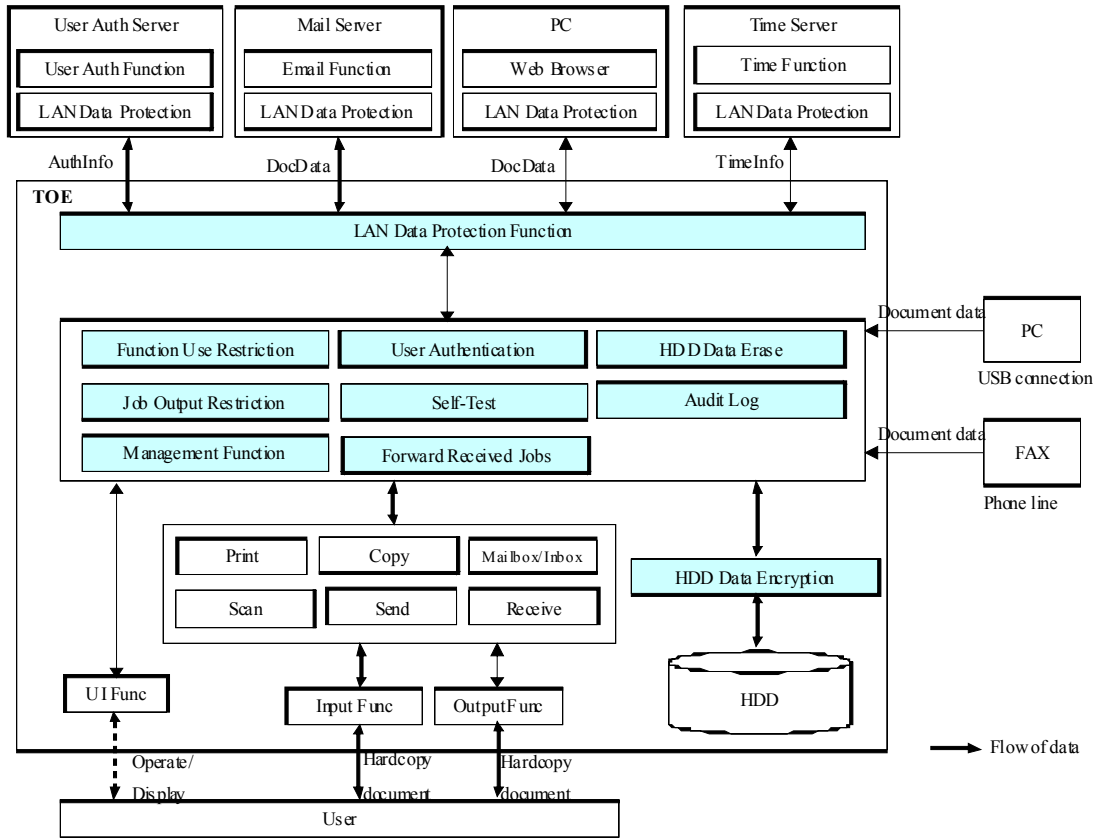 User Auth Server
Mail Server
PC
Time Server
User Auth Function
Email Function
Web Browser
Time Function
LAN Data Protection
LAN Data Protection
LAN Data Protection
LAN Data Protection
AuthInfo
DocData
DocData
TimeInfo
TOE
LAN Data Protection Function
Function Use Restriction
User Authentication
HDD Data Erase
Job Output Restriction
Self-Test
Audit Log
Management Function
Forward Received Jobs
Document data
PC
USB connection
Document data
FAX
Phone line
Print
Copy
Mailbox/Inbox
Scan
Send
Receive
HDD Data Encryption
HDD
UI Func
Input Func
Output Func
Flow of data
Operate/
Display
Hardcopy
document
Hardcopy
document
User